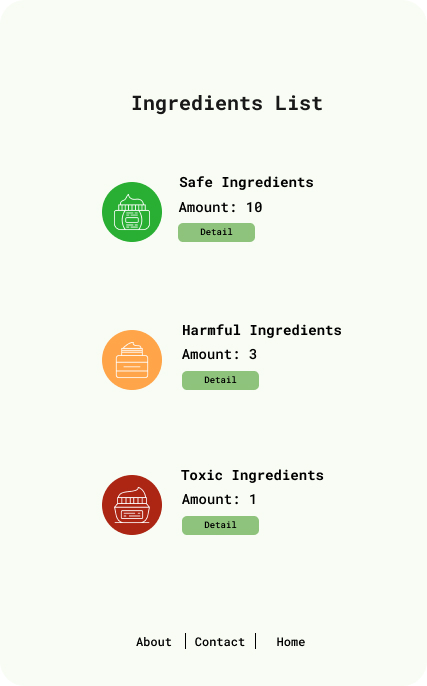 Ingredients List
Safe Ingredients
Amount: 10
Detail
Harmful Ingredients
Amount: 3
Detail
Toxic Ingredients
Amount: 1
Detail
About | Contact | Home